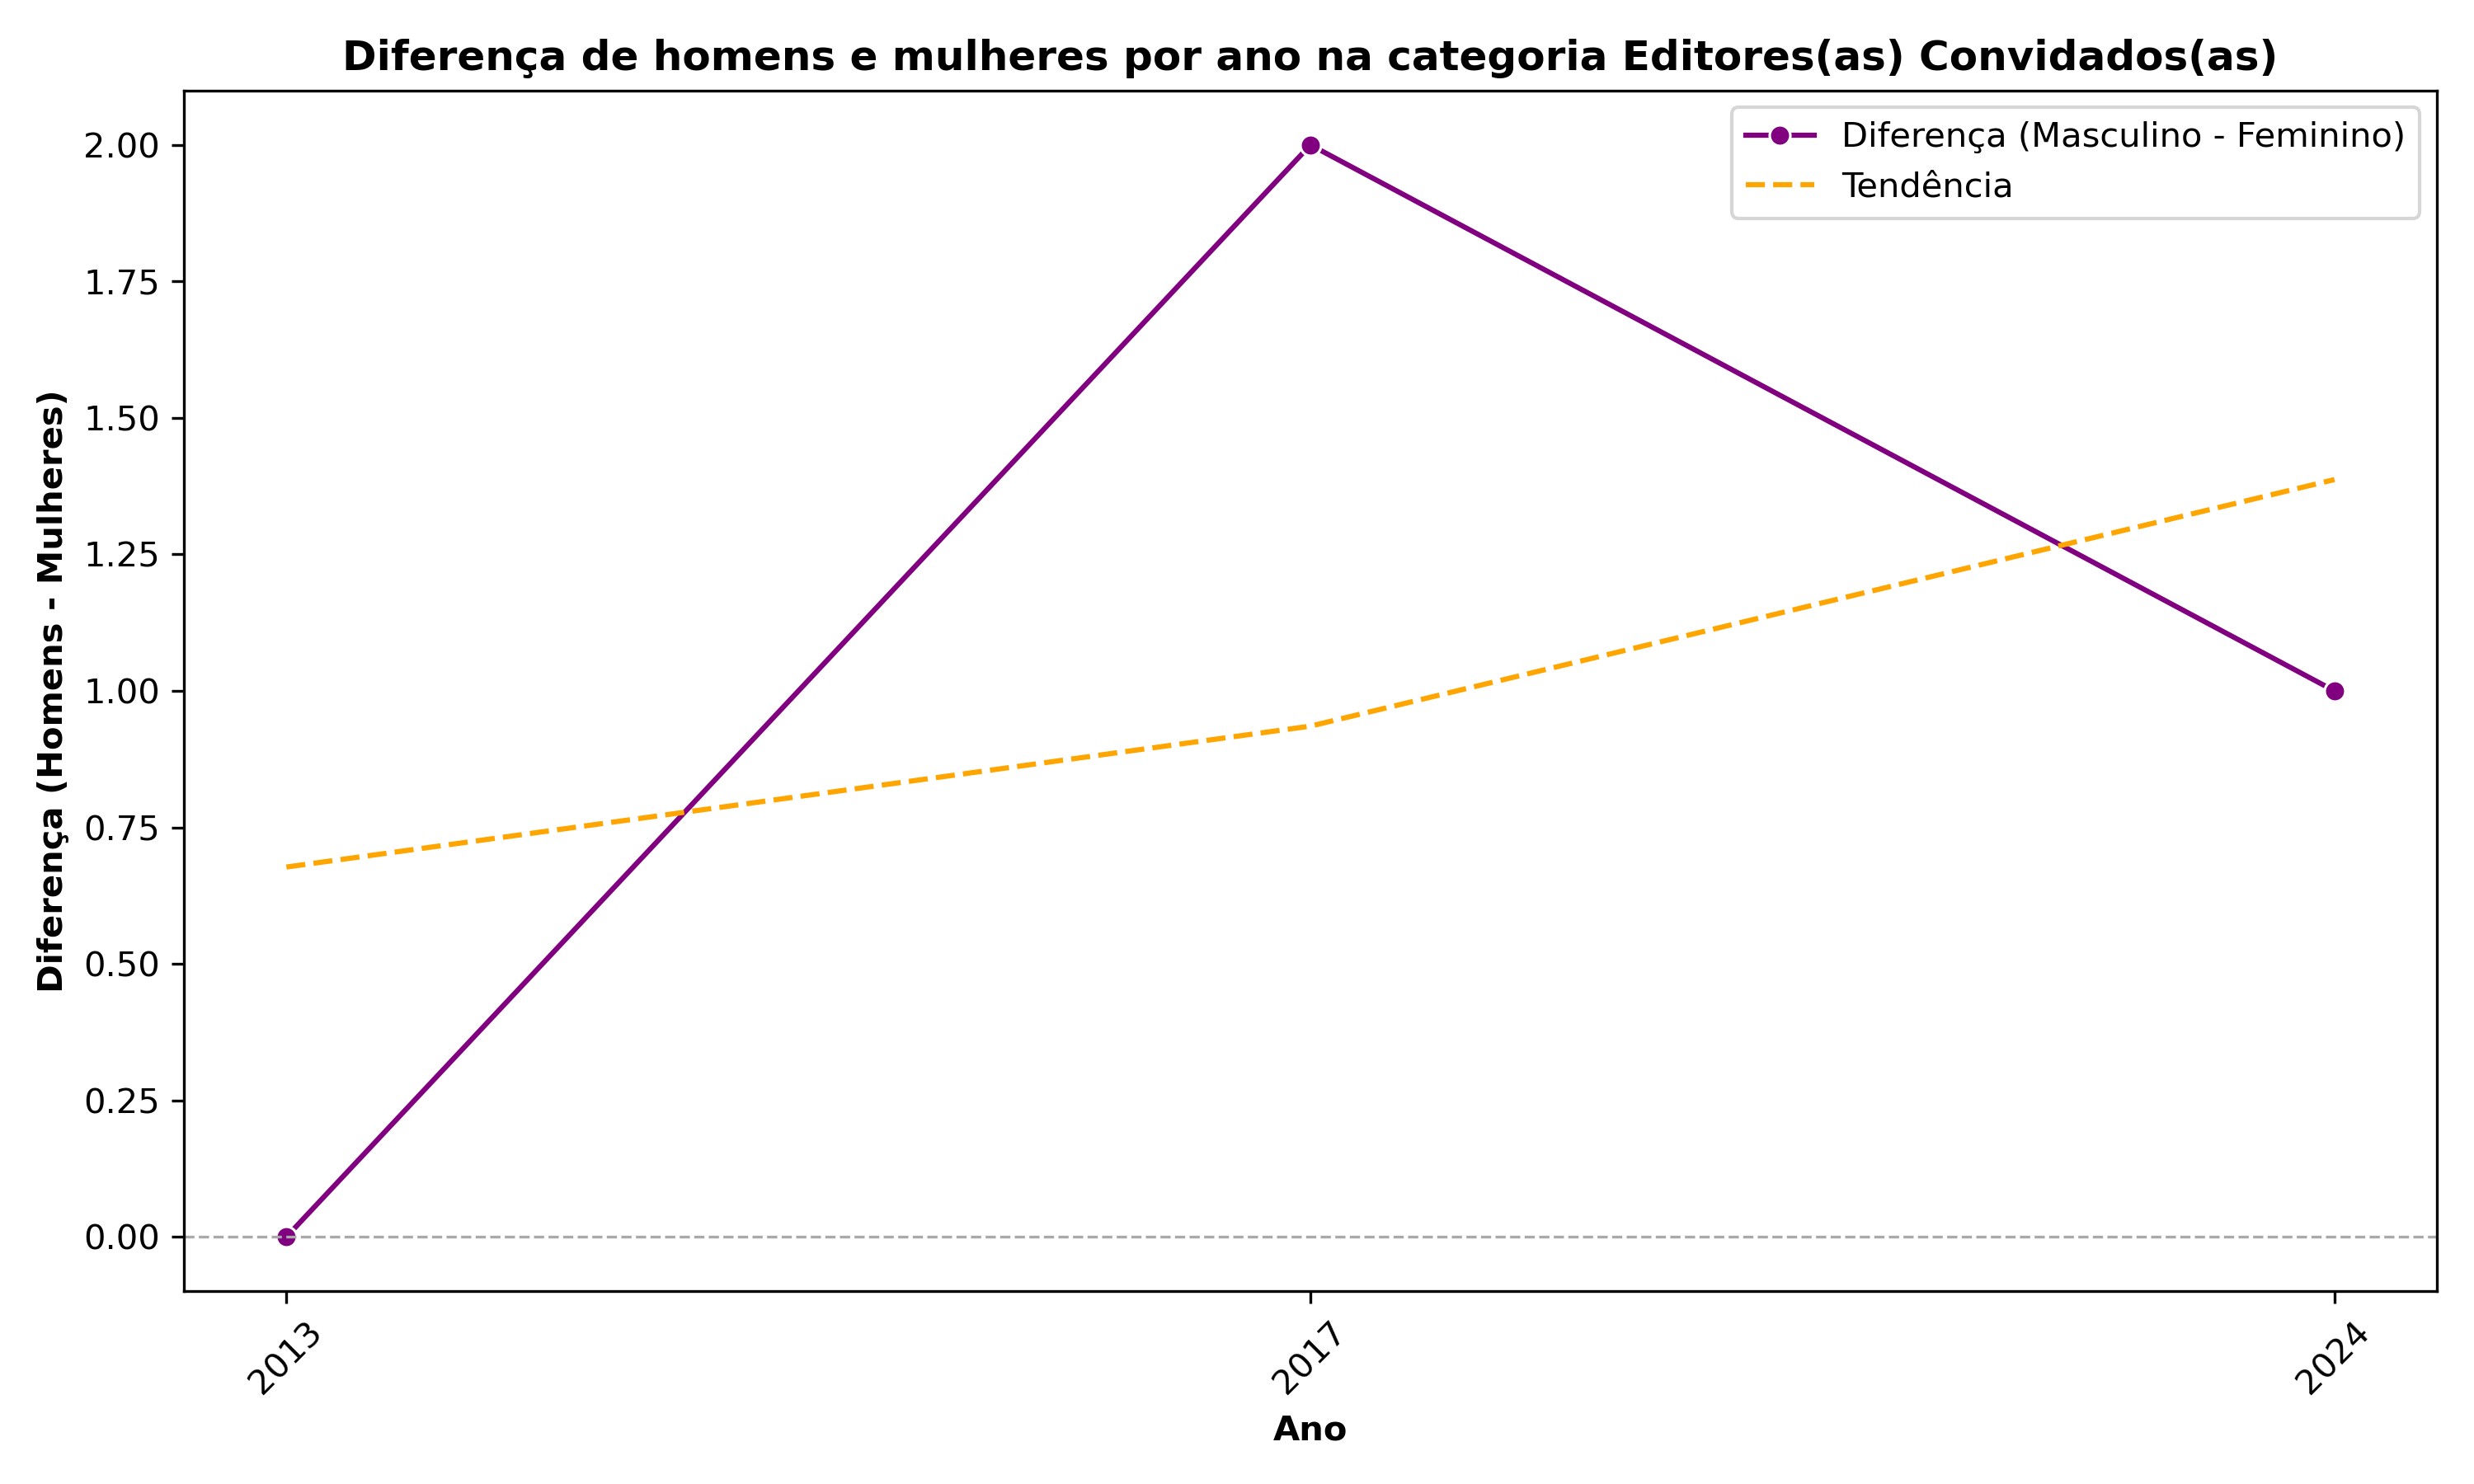 Diferença de homens e mulheres por ano na categoria Editores(as) Convidados(as)
Diferença (Masculino - Feminino)
Tendência
Diferença (Homens - Mulheres)
2.00
1.75
1.50
1.25
1.00
0.75
0.50
0.25
0.00
2013
2017
2024
Ano